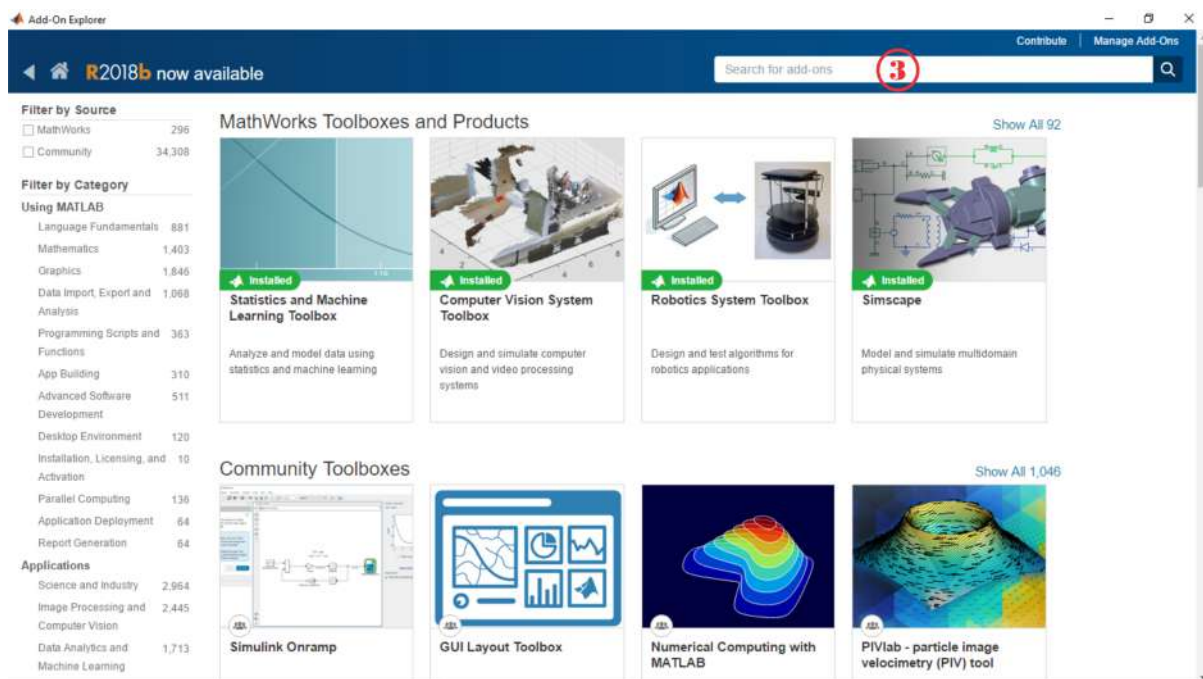 Add-On Explorer
Contribute | Manage Add-Ons
R2018b now available
Search for add-ons
3
Filter by Source
MathWorks 296
Community 34,308
Filter by Category
Using MATLAB
Language Fundamentals 881
Mathematics 1,403
Graphics 1,846
Data Import, Export and 1,068
Analysis
Programming Scripts and 363
Functions
App Building 310
Advanced Software 511
Development
Desktop Environment 120
Installation, Licensing, and 10
Activation
Parallel Computing 136
Application Deployment 64
Report Generation 64
Applications
Science and Industry 2,964
Image Processing and 2,445
Computer Vision
Data Analytics and 1,713
Machine Learning
MathWorks Toolboxes and Products
Show All 92
Installed
Statistics and Machine
Learning Toolbox
Analyze and model data using
statistics and machine learning
Installed
Computer Vision System
Toolbox
Design and simulate computer
vision and video processing
systems
Installed
Robotics System Toolbox
Design and test algorithms for
robotics applications
Installed
Simscape
Model and simulate multidomain
physical systems
Community Toolboxes
Show All 1,046
Simulink Onramp
GUI Layout Toolbox
Numerical Computing with
MATLAB
PIVlab - particle image
velocimetry (PIV) tool